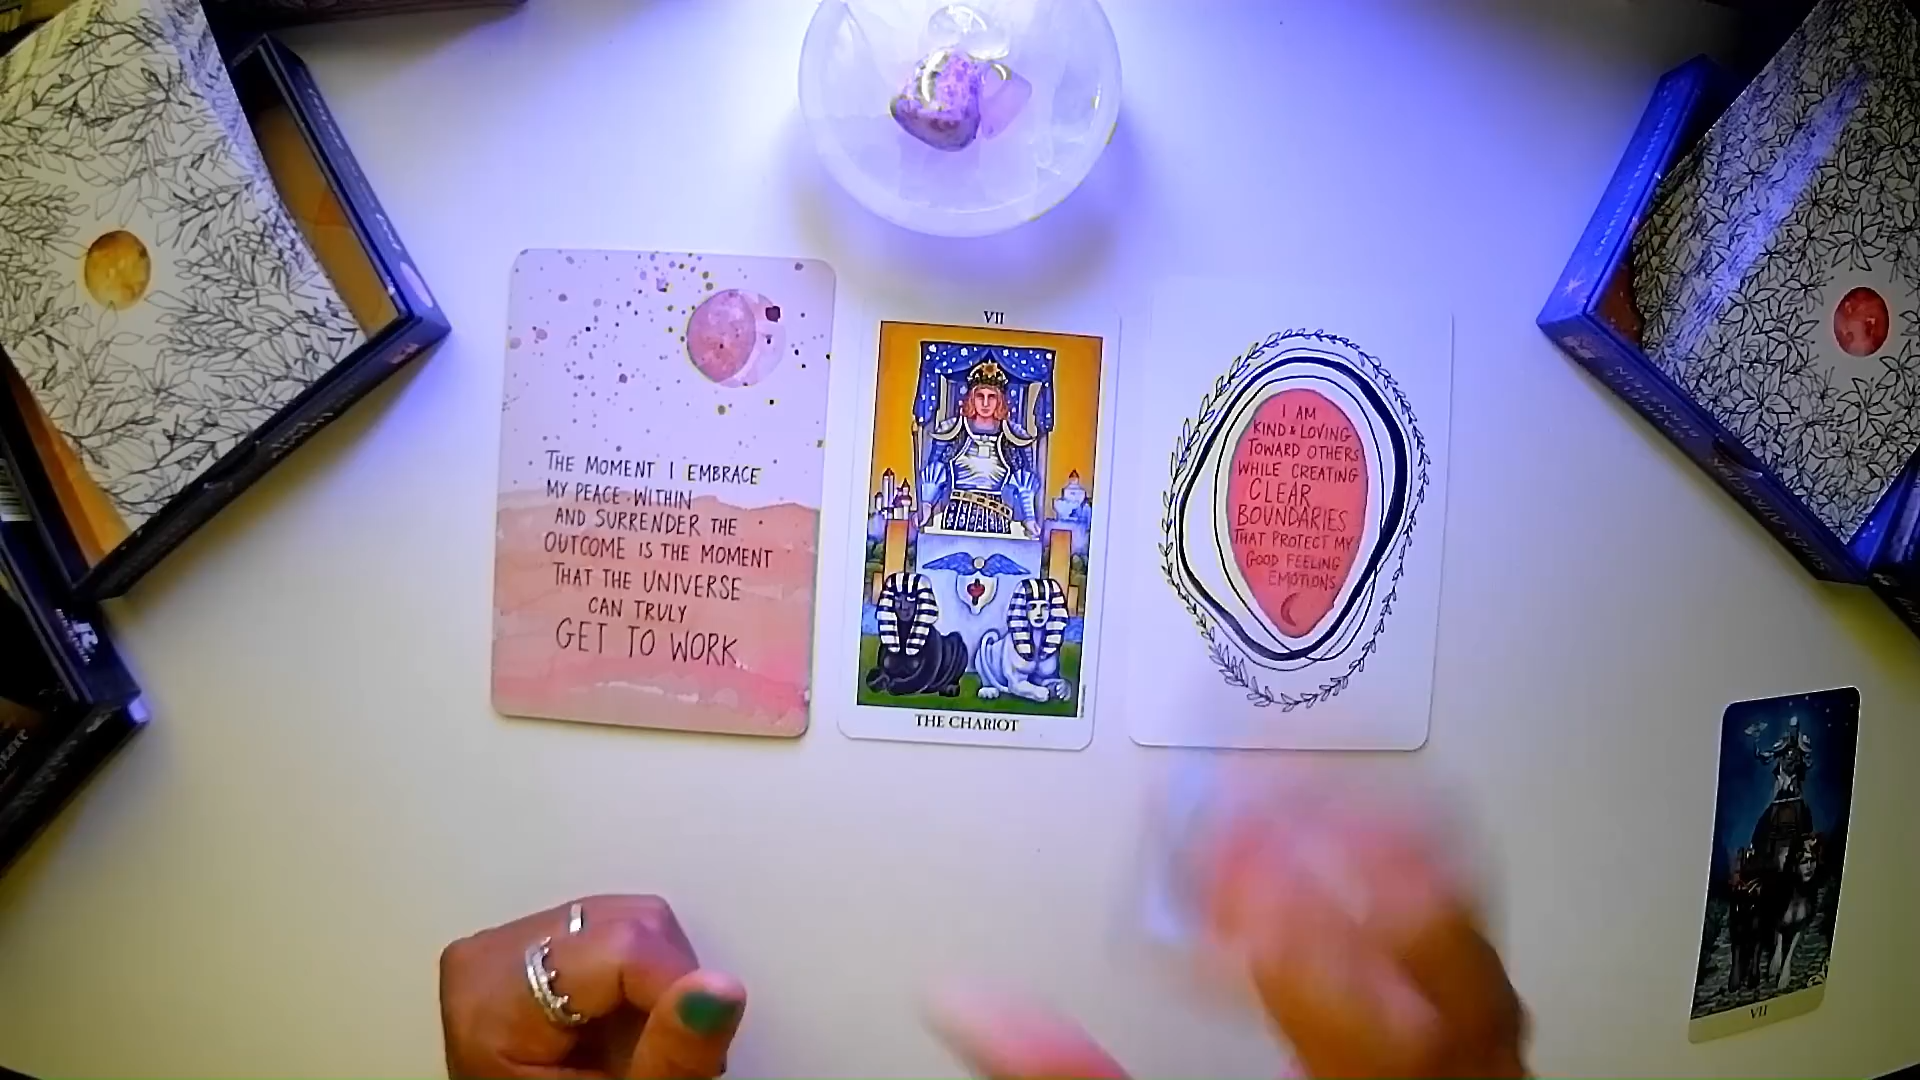 THE MOMENT I EMBRACE
MY PEACE WITHIN
AND SURRENDER THE
OUTCOME IS THE MOMENT
THAT THE UNIVERSE
CAN TRULY
GET TO WORK
VII
THE CHARIOT
I AM
KIND & LOVING
TOWARD OTHERS
WHILE CREATING
CLEAR
BOUNDARIES
THAT PROTECT MY
GOOD FEELING
EMOTIONS
VII